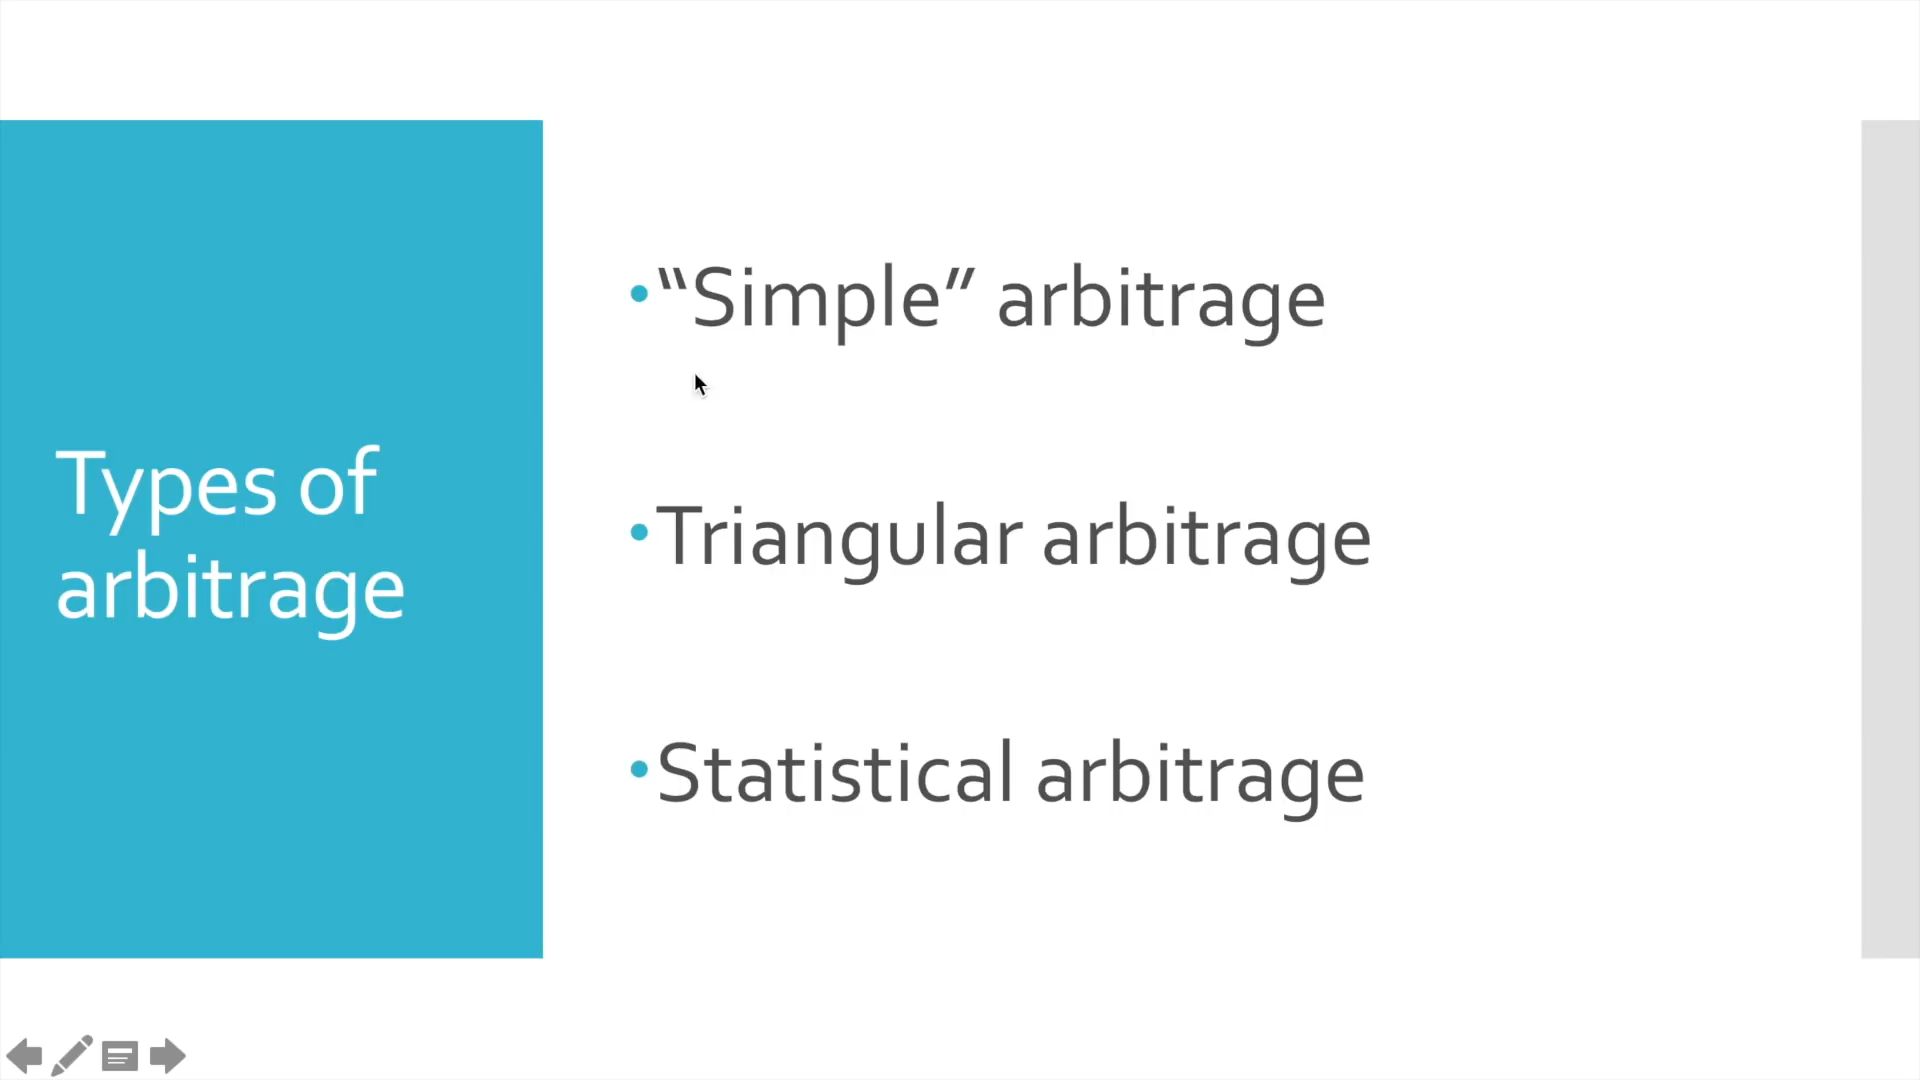 Types of
arbitrage
•“Simple” arbitrage
•Triangular arbitrage
•Statistical arbitrage